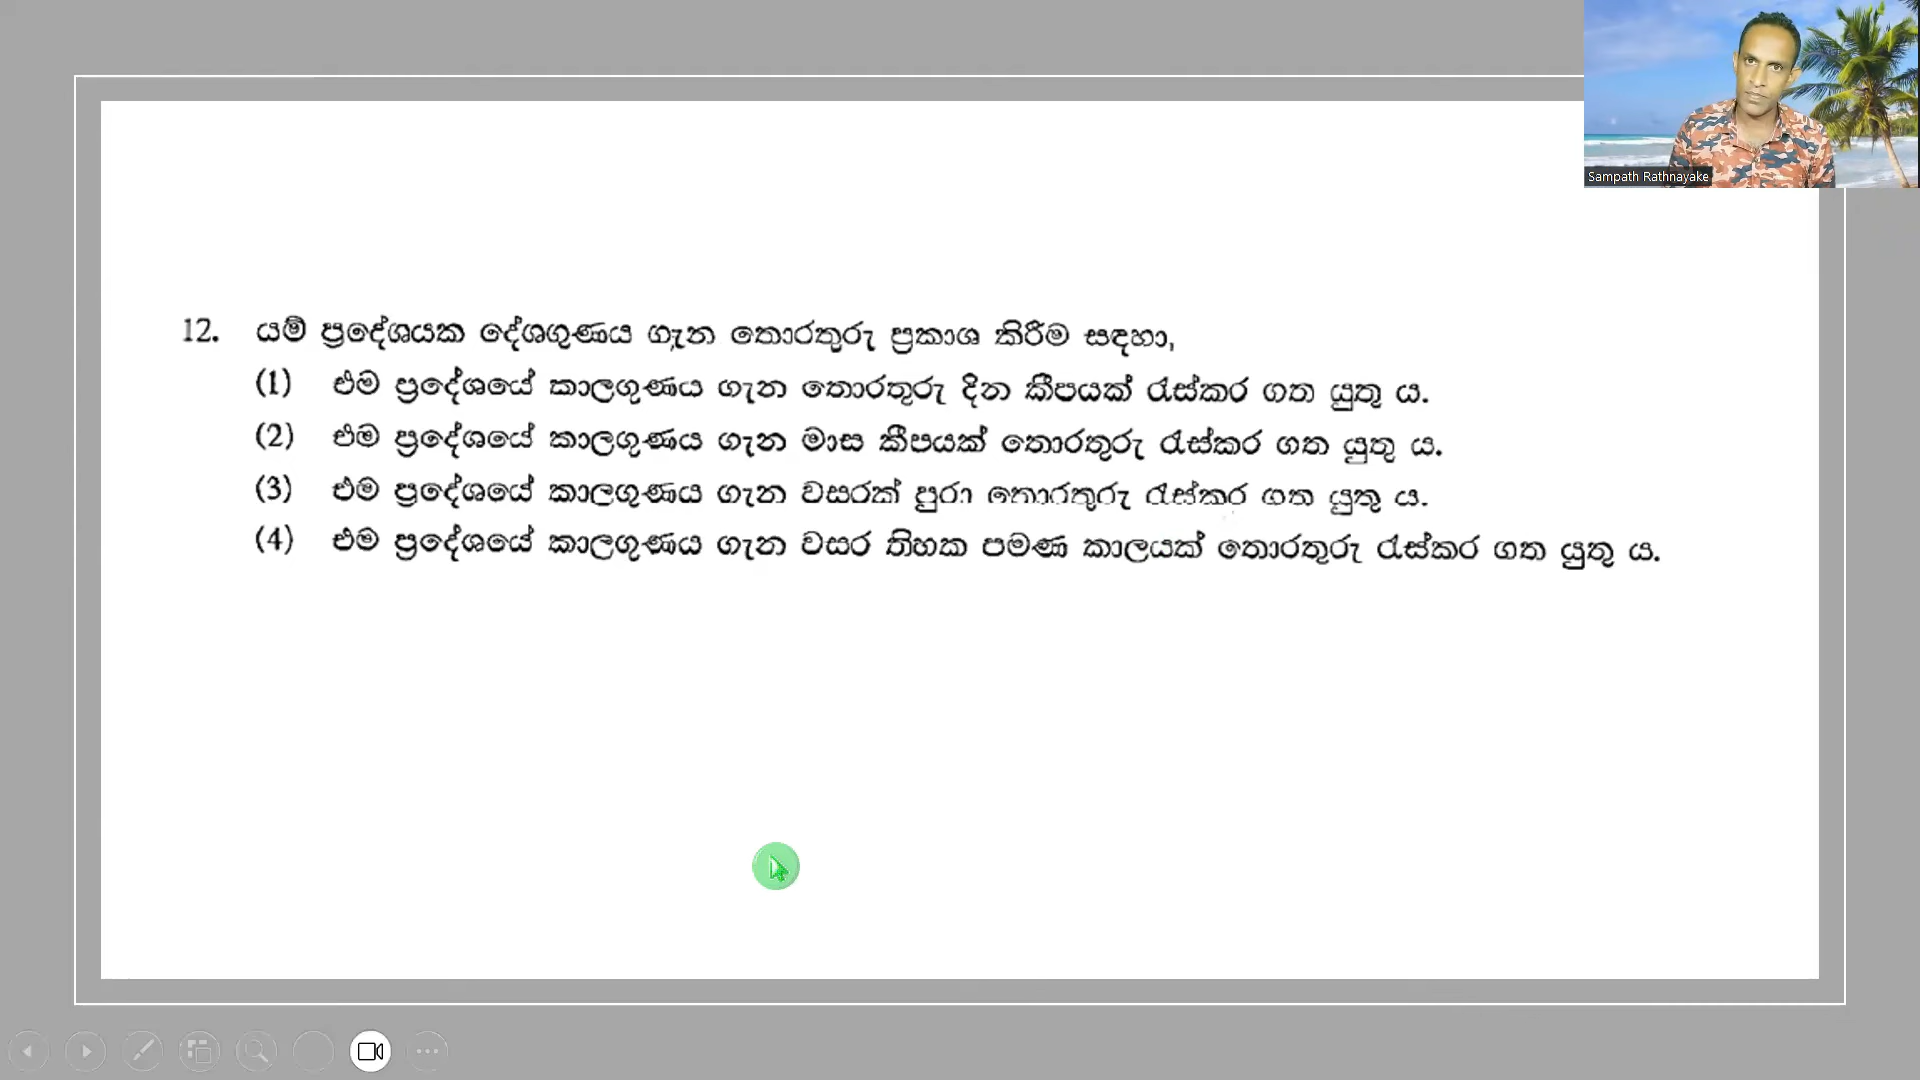 Sampath Rathnayake
12. යම් ප්‍රදේශයක දේශගුණය ගැන තොරතුරු ප්‍රකාශ කිරීම සඳහා,
(1) එම ප්‍රදේශයේ කාලගුණය ගැන තොරතුරු දින කීපයක් රැස්කර ගත යුතු ය.
(2) එම ප්‍රදේශයේ කාලගුණය ගැන මාස කීපයක් තොරතුරු රැස්කර ගත යුතු ය.
(3) එම ප්‍රදේශයේ කාලගුණය ගැන වසරක් පුරා තොරතුරු රැස්කර ගත යුතු ය.
(4) එම ප්‍රදේශයේ කාලගුණය ගැන වසර තිහක පමණ කාලයක් තොරතුරු රැස්කර ගත යුතු ය.